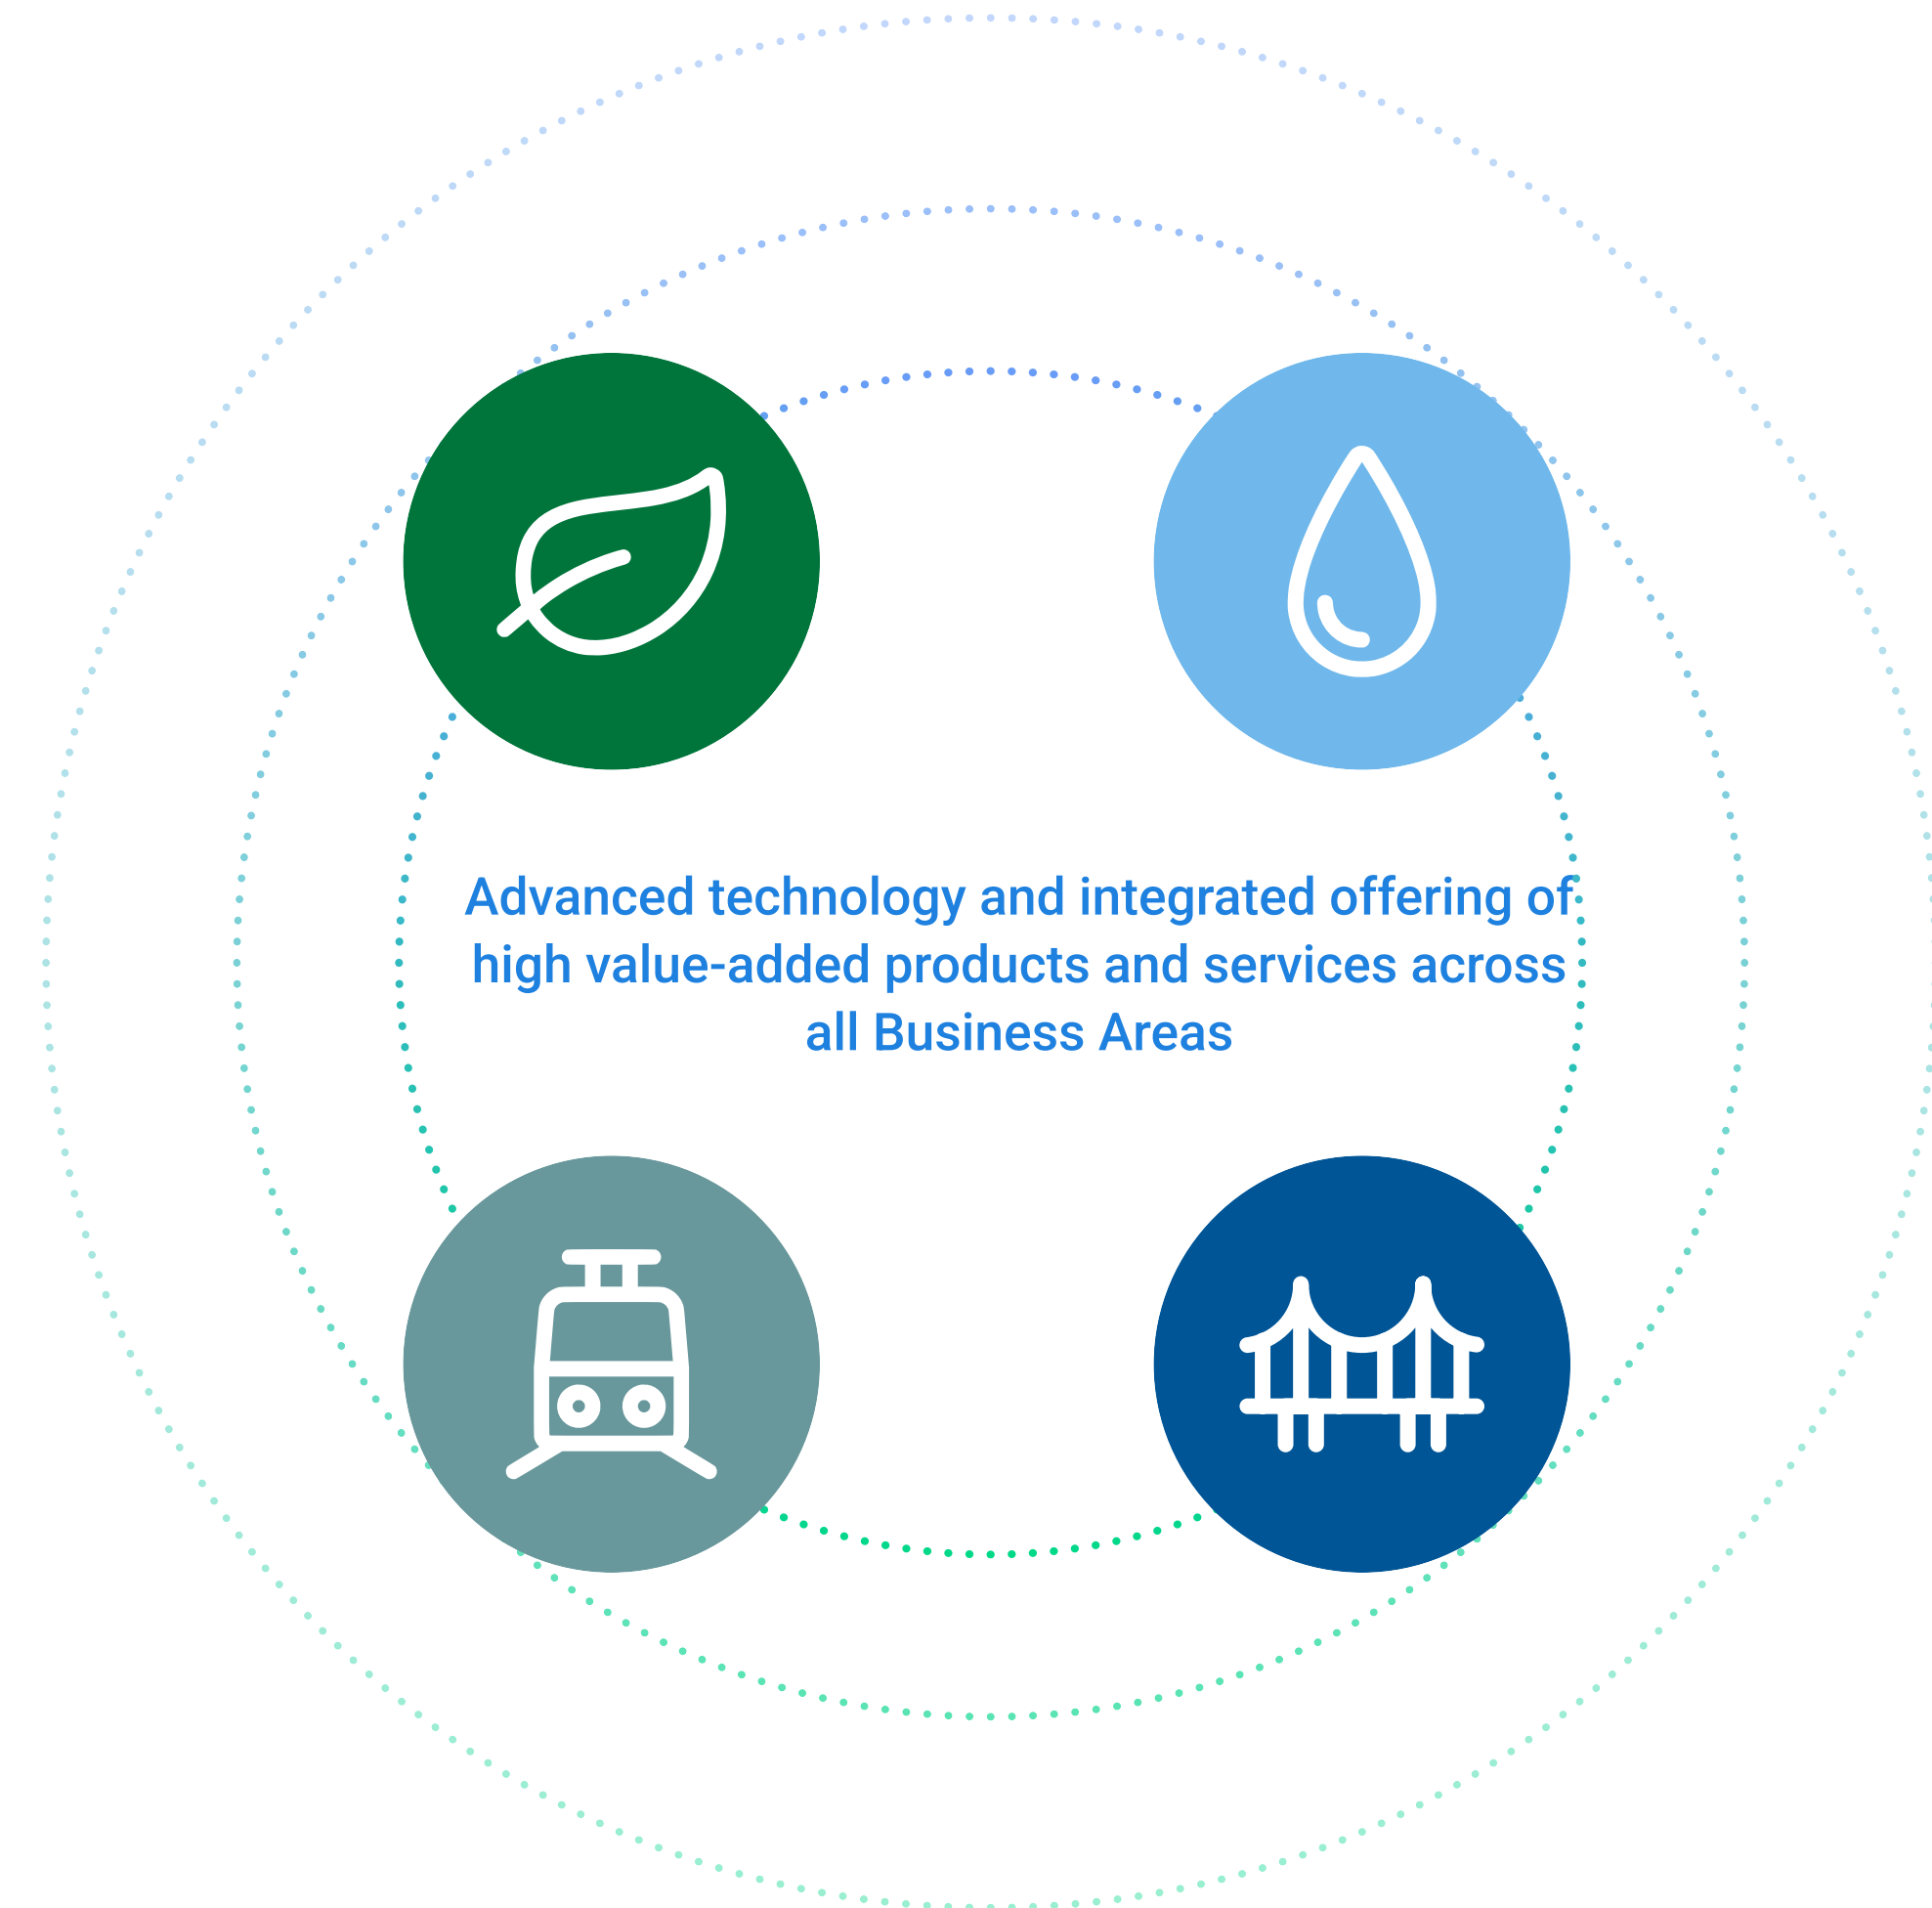 Advanced technology and integrated offering of
high value-added products and services across
all Business Areas